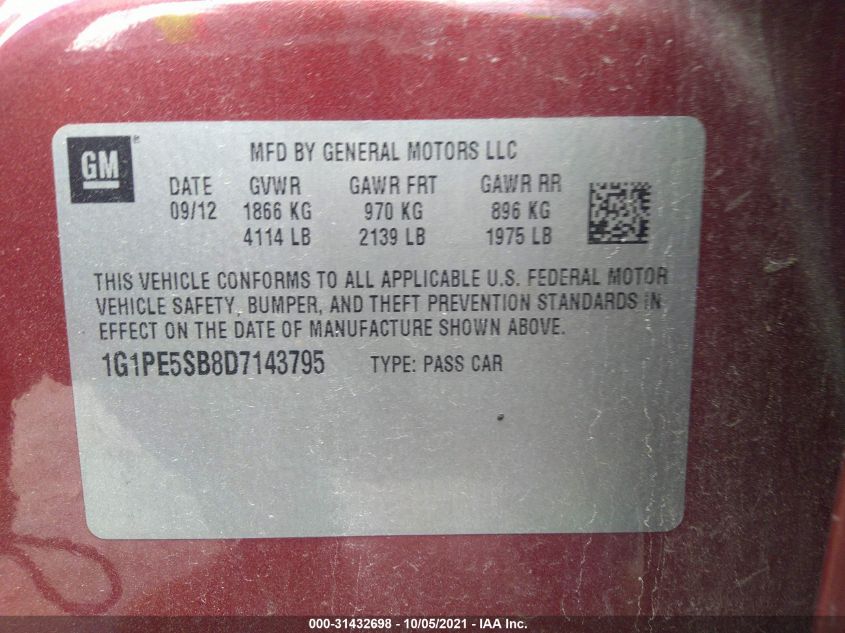 GM
MFD BY GENERAL MOTORS LLC
DATE GVWR GAWR FRT GAWR RR
09/12 1866 KG 970 KG 896 KG
4114 LB 2139 LB 1975 LB
THIS VEHICLE CONFORMS TO ALL APPLICABLE U.S. FEDERAL MOTOR
VEHICLE SAFETY, BUMPER, AND THEFT PREVENTION STANDARDS IN
EFFECT ON THE DATE OF MANUFACTURE SHOWN ABOVE.
1G1PE5SB8D7143795 TYPE: PASS CAR
000-31432698 - 10/05/2021 - IAA Inc.